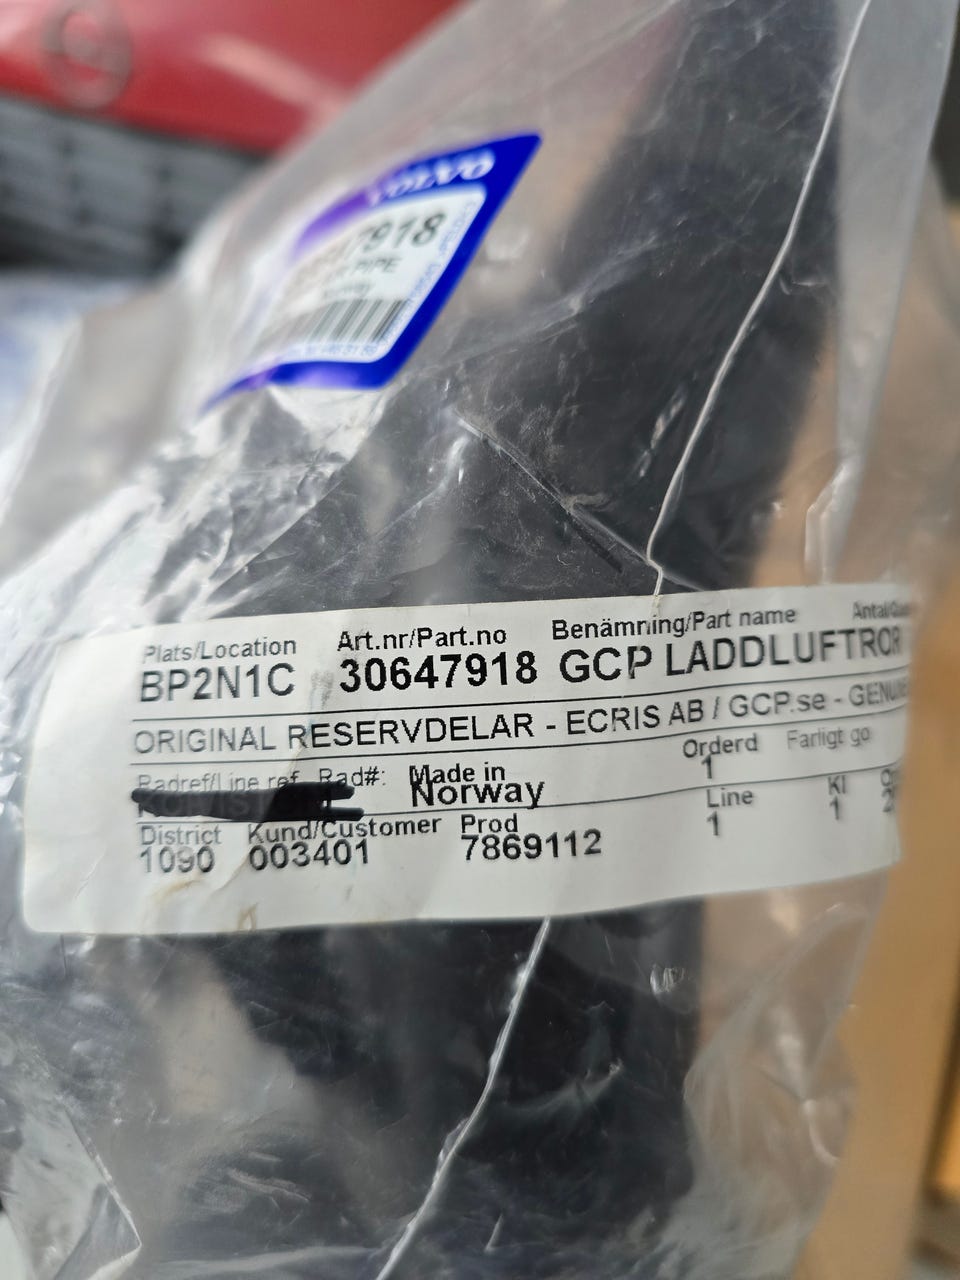 VOLVO
7918
PIPE
Plats/Location Art.nr/Part.no Benämning/Part name
BP2N1C 30647918 GCP LADDLUFTROR
ORIGINAL RESERVDELAR - ECRIS AB / GCP.se -
Radref/Line ref Rad#: Made in Orderd Farligt go
Norway 1
District Kund/Customer Prod Line Kl
1090 003401 7869112 1 1